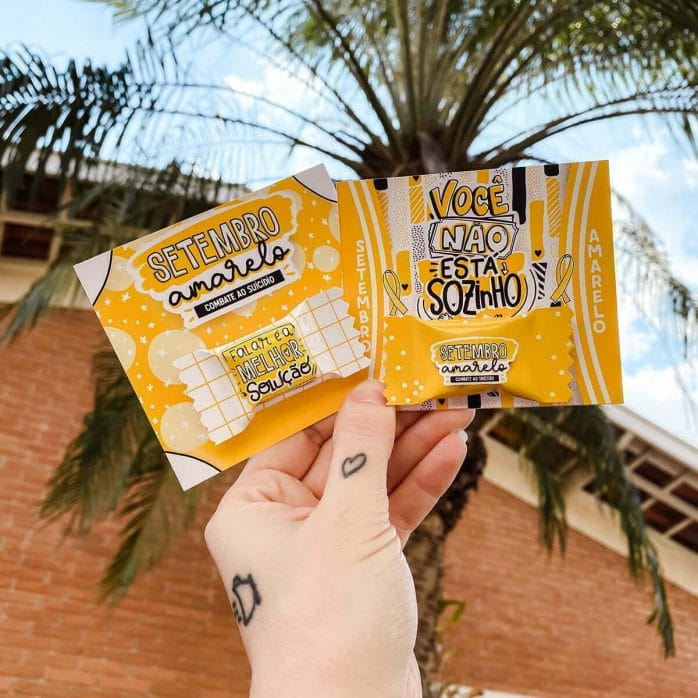 SETEMBRO
amarelo
COMBATE AO SUICÍDIO
FALAR É A
MELHOR
SOLUÇÃO
VOCÊ
NÃO
ESTÁ
SOZINHO
SETEMBRO
AMARELO
SETEMBRO
amarelo
COMBATE AO SUICÍDIO